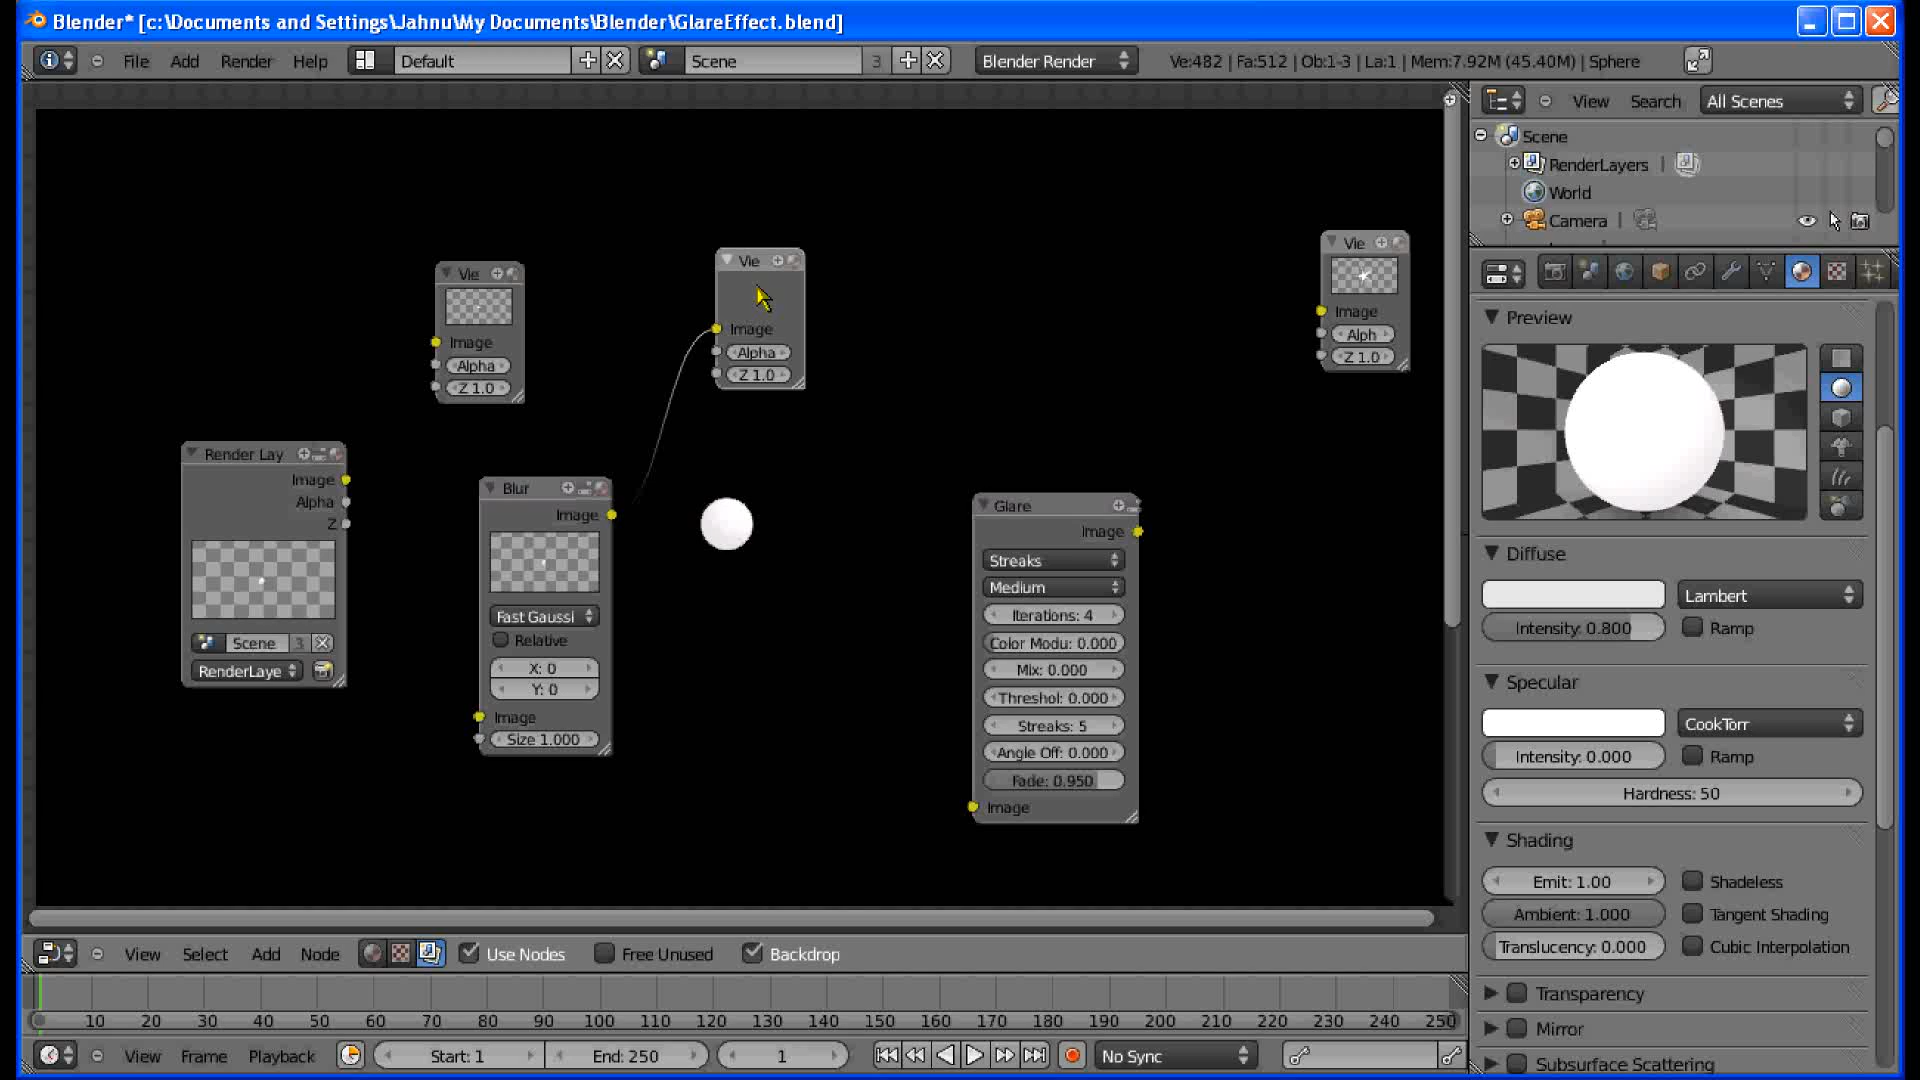 Blender* [c:\Documents and Settings\Jahnu\My Documents\Blender\GlareEffect.blend]
File Add Render Help Default Scene 3 Blender Render Ve:482 | Fa:512 | Ob:1-3 | La:1 | Mem:7.92M (45.40M) | Sphere
View Search All Scenes
Scene
RenderLayers
World
Camera
Vie
Image
Alpha
Z 1.0
Vie
Image
Alpha
Z 1.0
Vie
Image
Alph
Z 1.0
Render Lay
Image
Alpha
Z
Scene 3
RenderLaye
Blur
Image
Fast Gaussi
Relative
X: 0
Y: 0
Image
Size 1.000
Glare
Image
Streaks
Medium
Iterations: 4
Color Modu: 0.000
Mix: 0.000
Threshol: 0.000
Streaks: 5
Angle Off: 0.000
Fade: 0.950
Image
Preview
Diffuse
Lambert
Intensity: 0.800 Ramp
Specular
CookTorr
Intensity: 0.000 Ramp
Hardness: 50
Shading
Emit: 1.00 Shadeless
Ambient: 1.000 Tangent Shading
Translucency: 0.000 Cubic Interpolation
Transparency
Mirror
Subsurface Scattering
View Select Add Node Use Nodes Free Unused Backdrop
10 20 30 40 50 60 70 80 90 100 110 120 130 140 150 160 170 180 190 200 210 220 230 240 250
View Frame Playback Start: 1 End: 250 1 No Sync